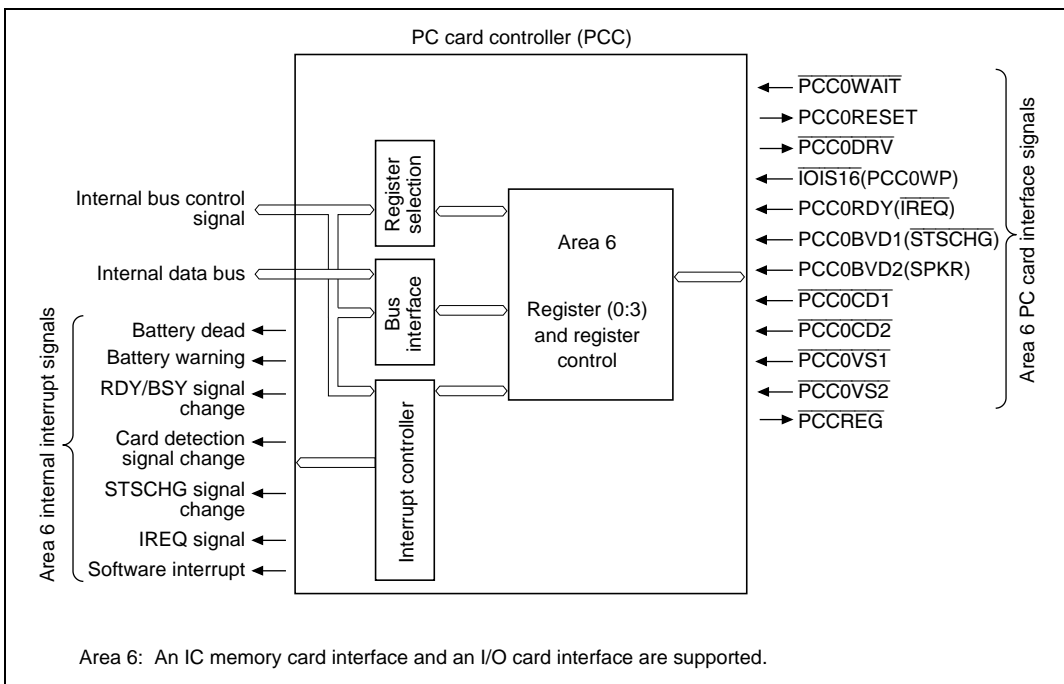 PC card controller (PCC)
Internal bus control
signal
Internal data bus
Area 6 internal interrupt signals
Battery dead
Battery warning
RDY/BSY signal
change
Card detection
signal change
STSCHG signal
change
IREQ signal
Software interrupt
Register
selection
Bus
interface
Interrupt controller
Area 6
Register (0:3)
and register
control
PCC0WAIT
PCC0RESET
PCC0DRV
IOIS16(PCC0WP)
PCC0RDY(IREQ)
PCC0BVD1(STSCHG)
PCC0BVD2(SPKR)
PCC0CD1
PCC0CD2
PCC0VS1
PCC0VS2
PCCREG
Area 6 PC card interface signals
Area 6: An IC memory card interface and an I/O card interface are supported.